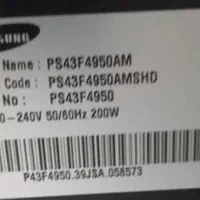 SUNG
Name : PS43F4950AM
Code : PS43F4950AMSHD
No : PS43F4950
0-240V 50/60Hz 200W
P43F4950.39JSA.058573